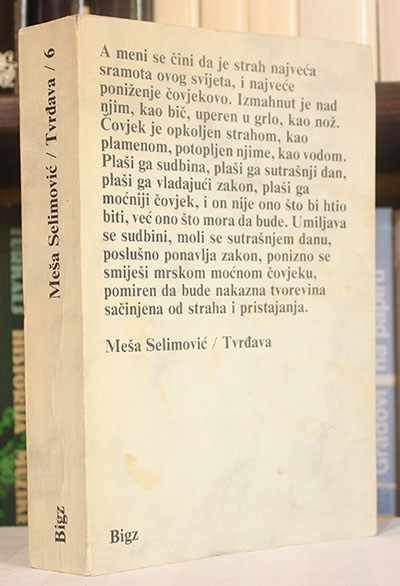 A meni se čini da je strah najveća
sramota ovog svijeta, i najveće
poniženje čovjekovo. Izmahnut je nad
njim, kao bič, uperen u grlo, kao nož.
Čovjek je opkoljen strahom, kao
plamenom, potopljen njime, kao vodom.
Plaši ga sudbina, plaši ga sutrašnji dan,
plaši ga vladajući zakon, plaši ga
moćniji čovjek, i on nije ono što bi htio
biti, već ono što mora da bude. Umiljava
se sudbini, moli se sutrašnjem danu,
poslušno ponavlja zakon, ponizno se
smiješi mrskom moćnom čovjeku,
pomiren da bude nakazna tvorevina
sačinjena od straha i pristajanja.
Meša Selimović / Tvrđava
Bigz
Meša Selimović / Tvrđava / 6
Bigz
Gradovi na papiru